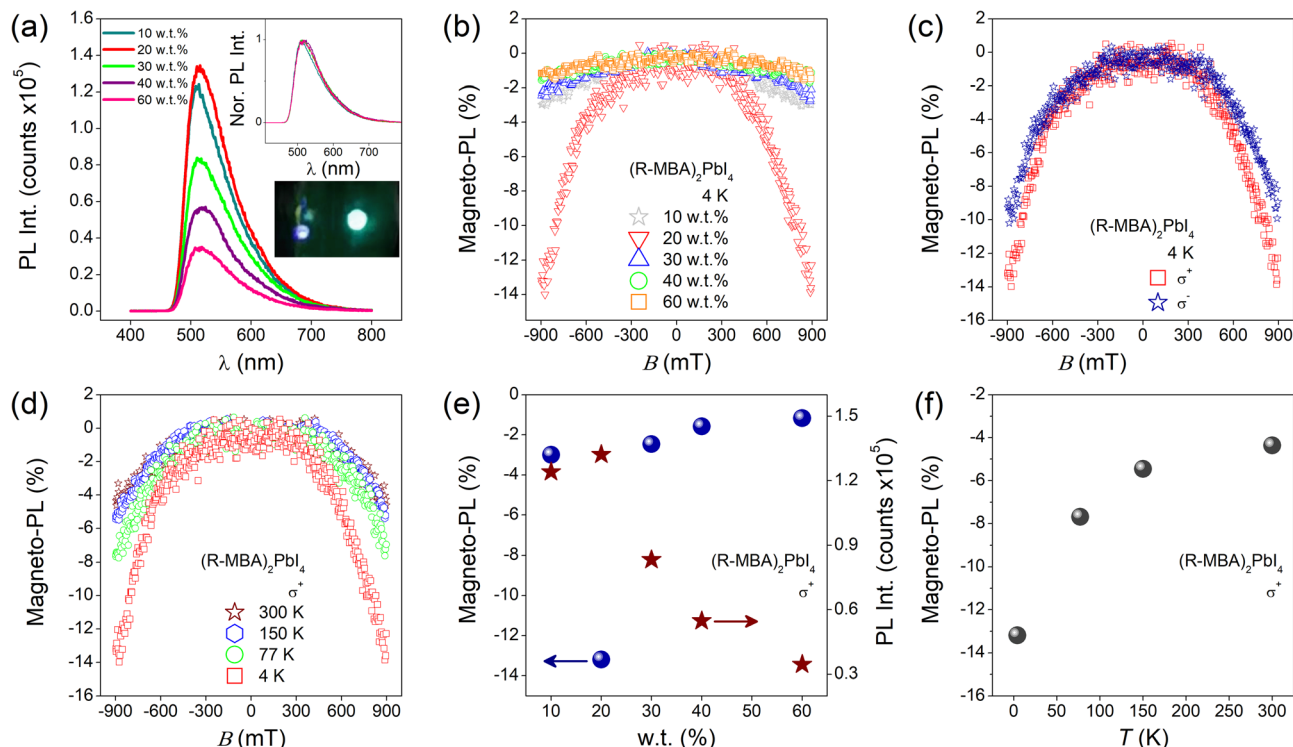 (a)
1.6
1.4
1.2
1.0
0.8
0.6
0.4
0.2
0.0
PL Int. (counts x10⁵)
400 500 600 700 800
λ (nm)
10 w.t.%
20 w.t.%
30 w.t.%
40 w.t.%
60 w.t.%
Nor. PL Int.
1
0
500 600 700
λ (nm)
(b)
2
0
-2
-4
-6
-8
-10
-12
-14
-16
Magneto-PL (%)
-900 -600 -300 0 300 600 900
B (mT)
(R-MBA)₂PbI₄
4 K
10 w.t.%
20 w.t.%
30 w.t.%
40 w.t.%
60 w.t.%
(c)
2
0
-2
-4
-6
-8
-10
-12
-14
-16
Magneto-PL (%)
-900 -600 -300 0 300 600 900
B (mT)
(R-MBA)₂PbI₄
4 K
σ⁺
σ⁻
(d)
2
0
-2
-4
-6
-8
-10
-12
-14
-16
Magneto-PL (%)
-900 -600 -300 0 300 600 900
B (mT)
(R-MBA)₂PbI₄
σ⁺
300 K
150 K
77 K
4 K
(e)
0
-2
-4
-6
-8
-10
-12
-14
Magneto-PL (%)
10 20 30 40 50 60
w.t. (%)
1.5
1.2
0.9
0.6
0.3
PL Int. (counts x10⁵)
(R-MBA)₂PbI₄
σ⁺
(f)
2
0
-2
-4
-6
-8
-10
-12
-14
-16
Magneto-PL (%)
0 50 100 150 200 250 300
T (K)
(R-MBA)₂PbI₄
σ⁺